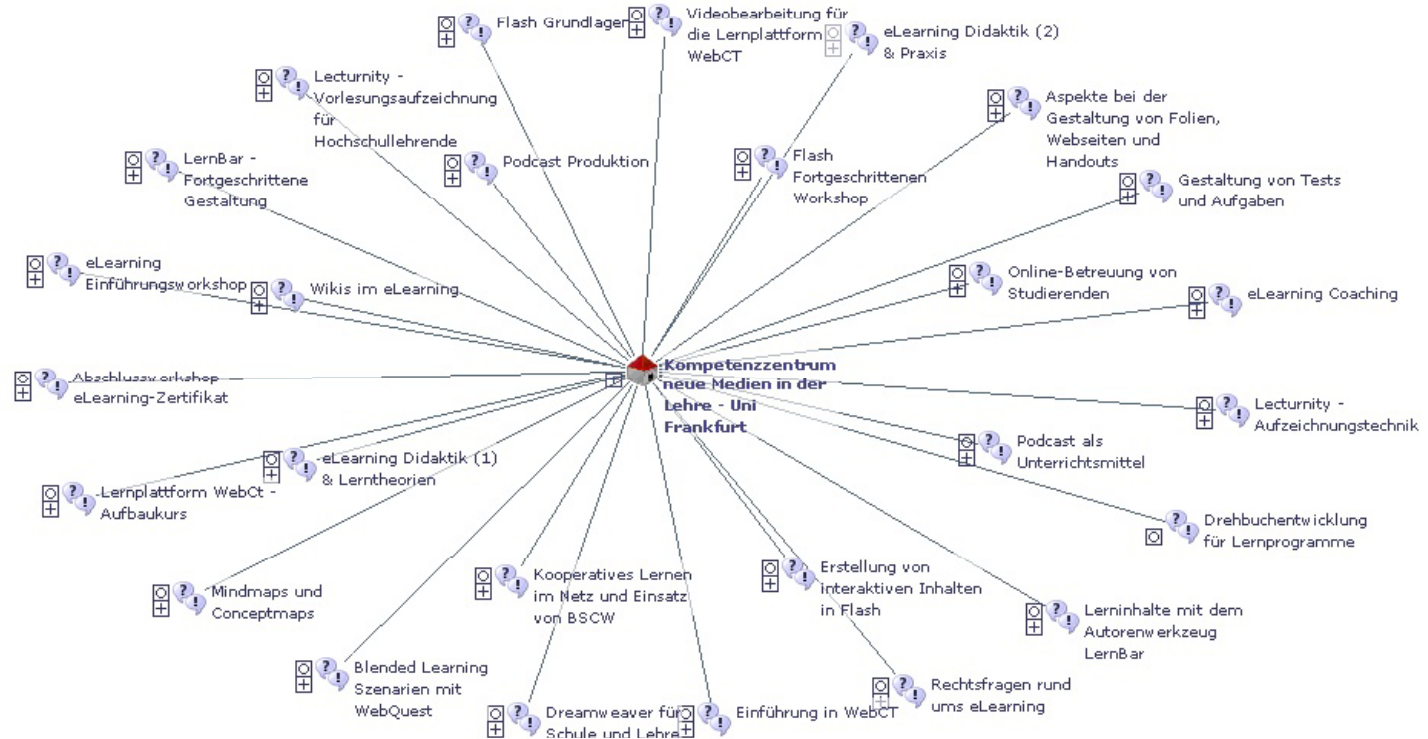 Flash Grundlagen
Videobearbeitung für
die Lernplattform
WebCT
eLearning Didaktik (2)
& Praxis
Lecturnity -
Vorlesungsaufzeichnung
für
Hochschullehrende
Aspekte bei der
Gestaltung von Folien,
Webseiten und
Handouts
LernBar -
Fortgeschrittene
Gestaltung
Podcast Produktion
Flash
Fortgeschrittenen
Workshop
Gestaltung von Tests
und Aufgaben
eLearning
Einführungsworkshop
Wikis im eLearning
Online-Betreuung von
Studierenden
eLearning Coaching
Kompetenzzentrum
neue Medien in der
Lehre - Uni
Frankfurt
Abschlussworkshop
eLearning-Zertifikat
Lecturnity -
Aufzeichnungstechnik
eLearning Didaktik (1)
& Lerntheorien
Podcast als
Unterrichtsmittel
Lernplattform WebCt -
Aufbaukurs
Drehbuchentwicklung
für Lernprogramme
Mindmaps und
Conceptmaps
Kooperatives Lernen
im Netz und Einsatz
von BSCW
Erstellung von
interaktiven Inhalten
in Flash
Lerninhalte mit dem
Autorenwerkzeug
LernBar
Blended Learning
Szenarien mit
WebQuest
Dreamweaver für
Schule und Lehre
Einführung in WebCT
Rechtsfragen rund
ums eLearning